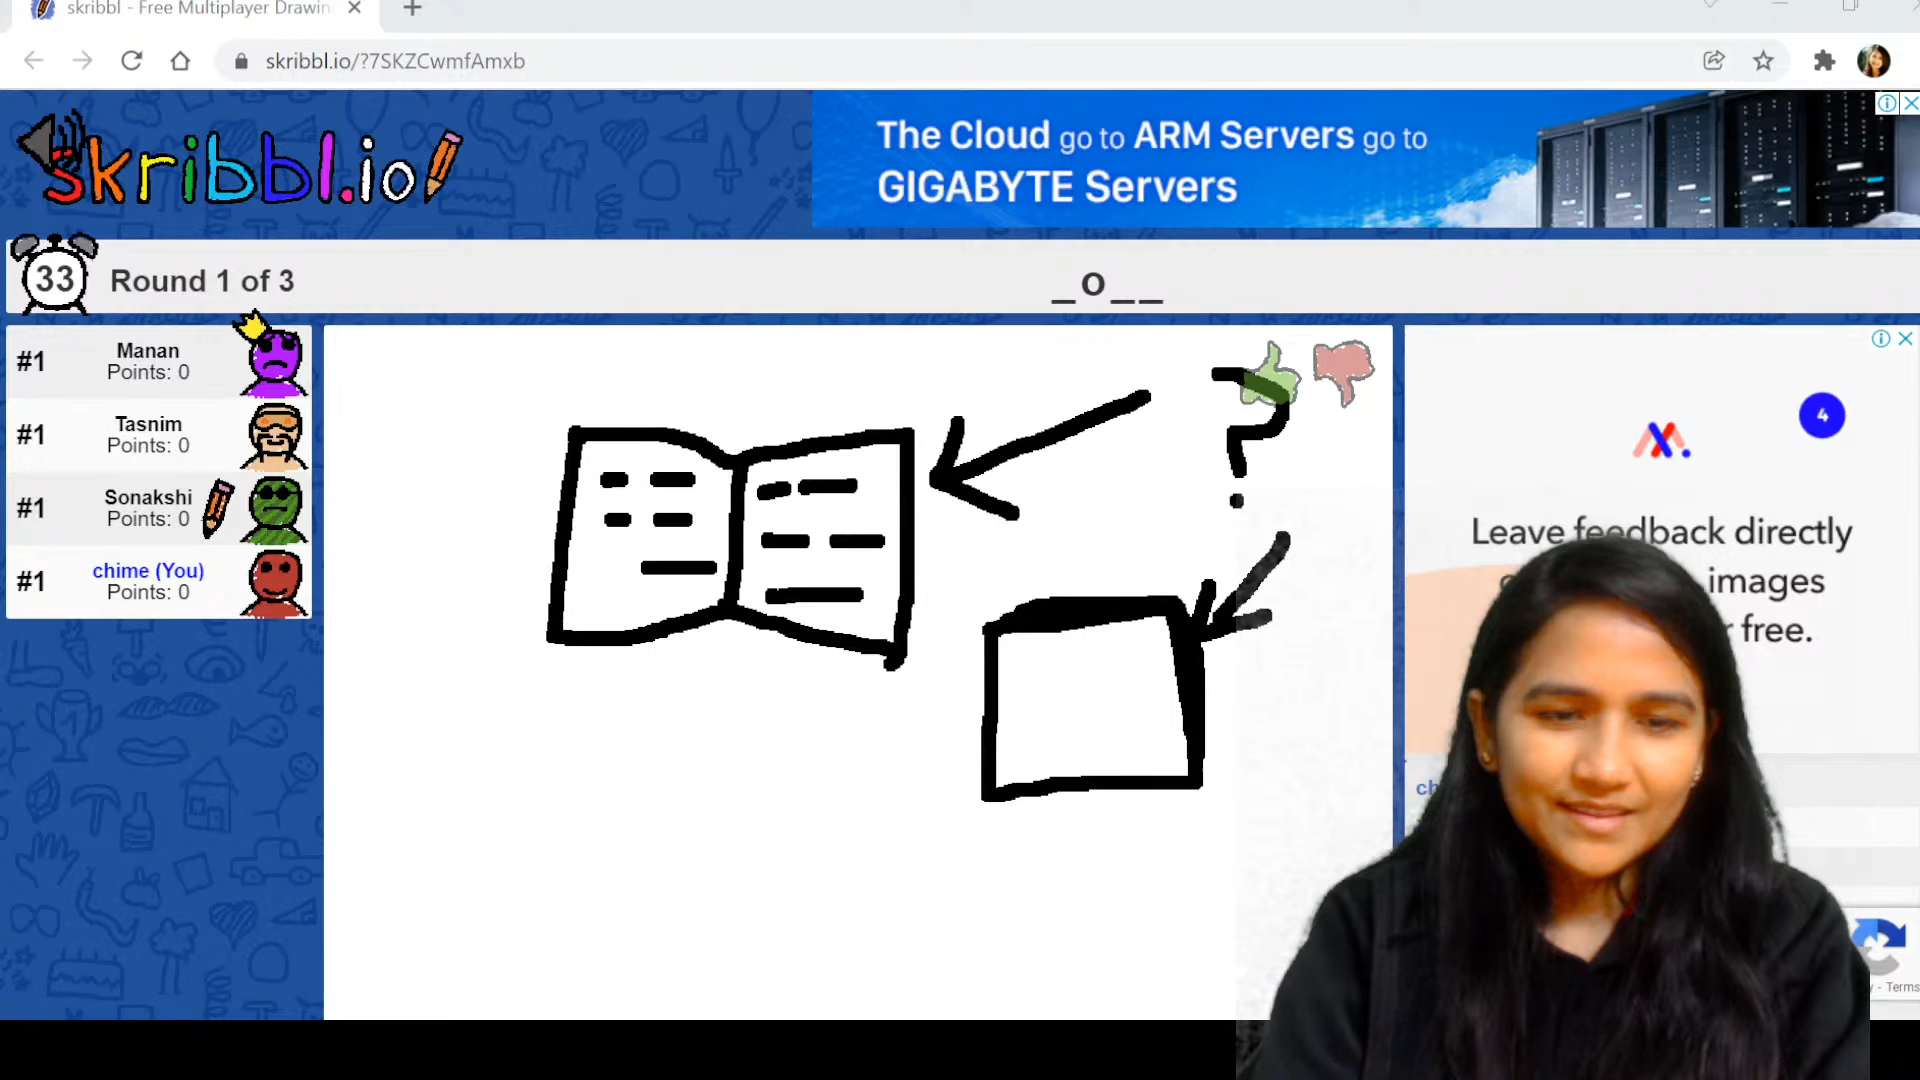 skribbl - Free Multiplayer Drawin
skribbl.io/?7SKZCwmfAmxb
skribbl.io
The Cloud go to ARM Servers go to
GIGABYTE Servers
33
Round 1 of 3
_o__
#1
Manan
Points: 0
#1
Tasnim
Points: 0
#1
Sonakshi
Points: 0
#1
chime (You)
Points: 0
?
4
Leave feedback directly
images
free.
ch
- Terms